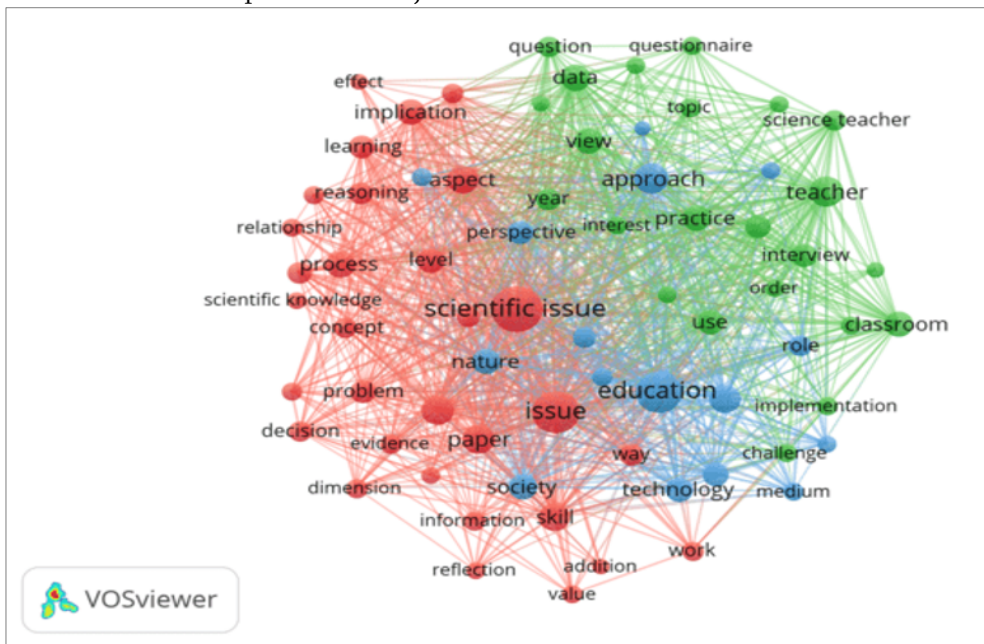 question
questionnaire
effect
data
implication
topic
science teacher
learning
view
aspect
approach
reasoning
teacher
year
relationship
perspective
interest
practice
process
level
interview
scientific knowledge
order
scientific issue
concept
use
classroom
nature
role
problem
education
implementation
decision
issue
evidence
paper
way
challenge
dimension
society
technology
medium
information
skill
reflection
addition
work
value
VOSviewer